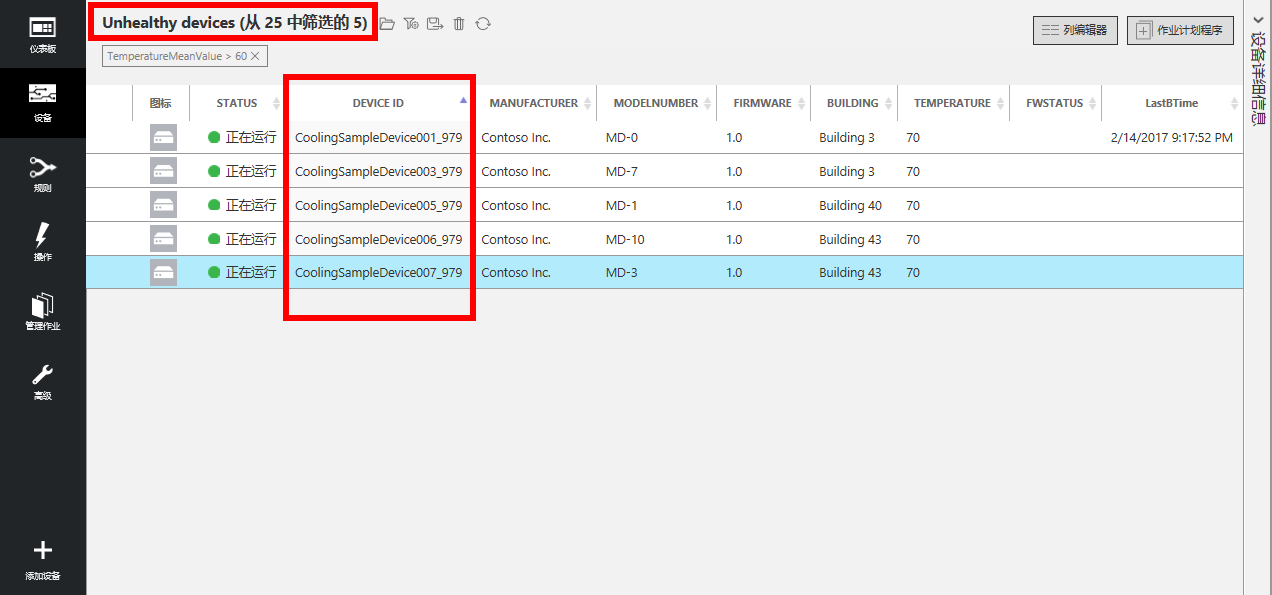 仪表板
设备
规则
操作
管理作业
高级
添加设备
Unhealthy devices (从 25 中筛选的 5)
TemperatureMeanValue > 60
列编辑器
作业计划程序
设备详细信息
图标 STATUS DEVICE ID MANUFACTURER MODELNUMBER FIRMWARE BUILDING TEMPERATURE FWSTATUS LastBTime
正在运行 CoolingSampleDevice001_979 Contoso Inc. MD-0 1.0 Building 3 70 2/14/2017 9:17:52 PM
正在运行 CoolingSampleDevice003_979 Contoso Inc. MD-7 1.0 Building 3 70
正在运行 CoolingSampleDevice005_979 Contoso Inc. MD-1 1.0 Building 40 70
正在运行 CoolingSampleDevice006_979 Contoso Inc. MD-10 1.0 Building 43 70
正在运行 CoolingSampleDevice007_979 Contoso Inc. MD-3 1.0 Building 43 70